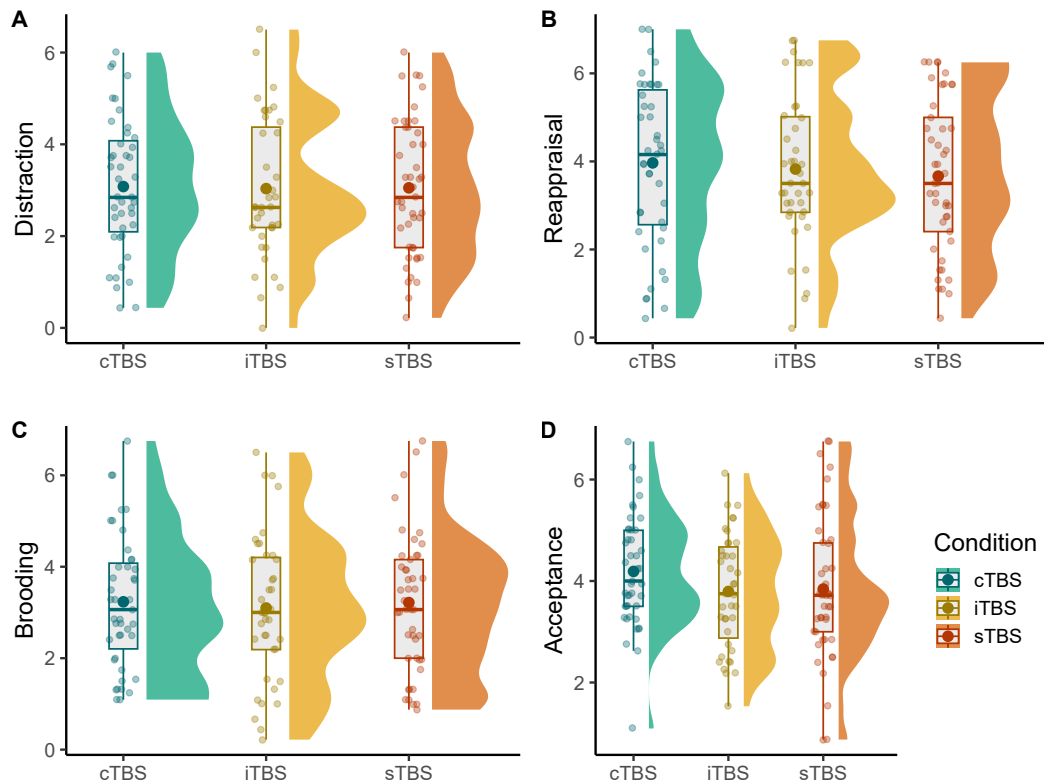 A
Distraction
6
4
2
0
cTBS iTBS sTBS
B
Reappraisal
6
4
2
0
cTBS iTBS sTBS
C
Brooding
6
4
2
0
cTBS iTBS sTBS
D
Acceptance
6
4
2
cTBS iTBS sTBS
Condition
cTBS
iTBS
sTBS